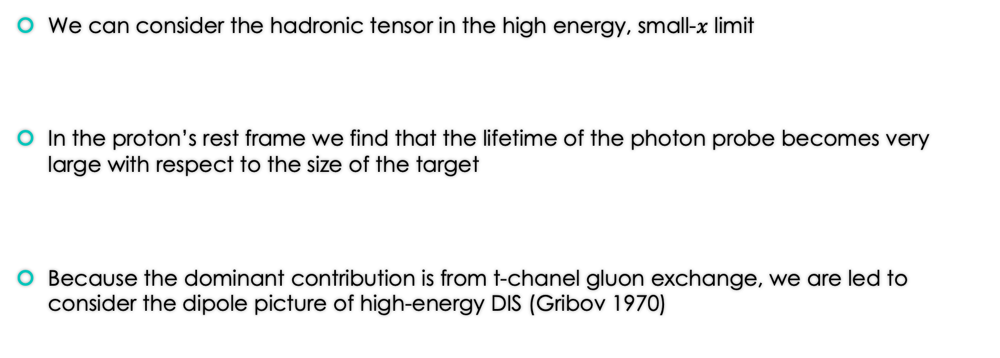 We can consider the hadronic tensor in the high energy, small-x limit
In the proton’s rest frame we find that the lifetime of the photon probe becomes very
large with respect to the size of the target
Because the dominant contribution is from t-chanel gluon exchange, we are led to
consider the dipole picture of high-energy DIS (Gribov 1970)